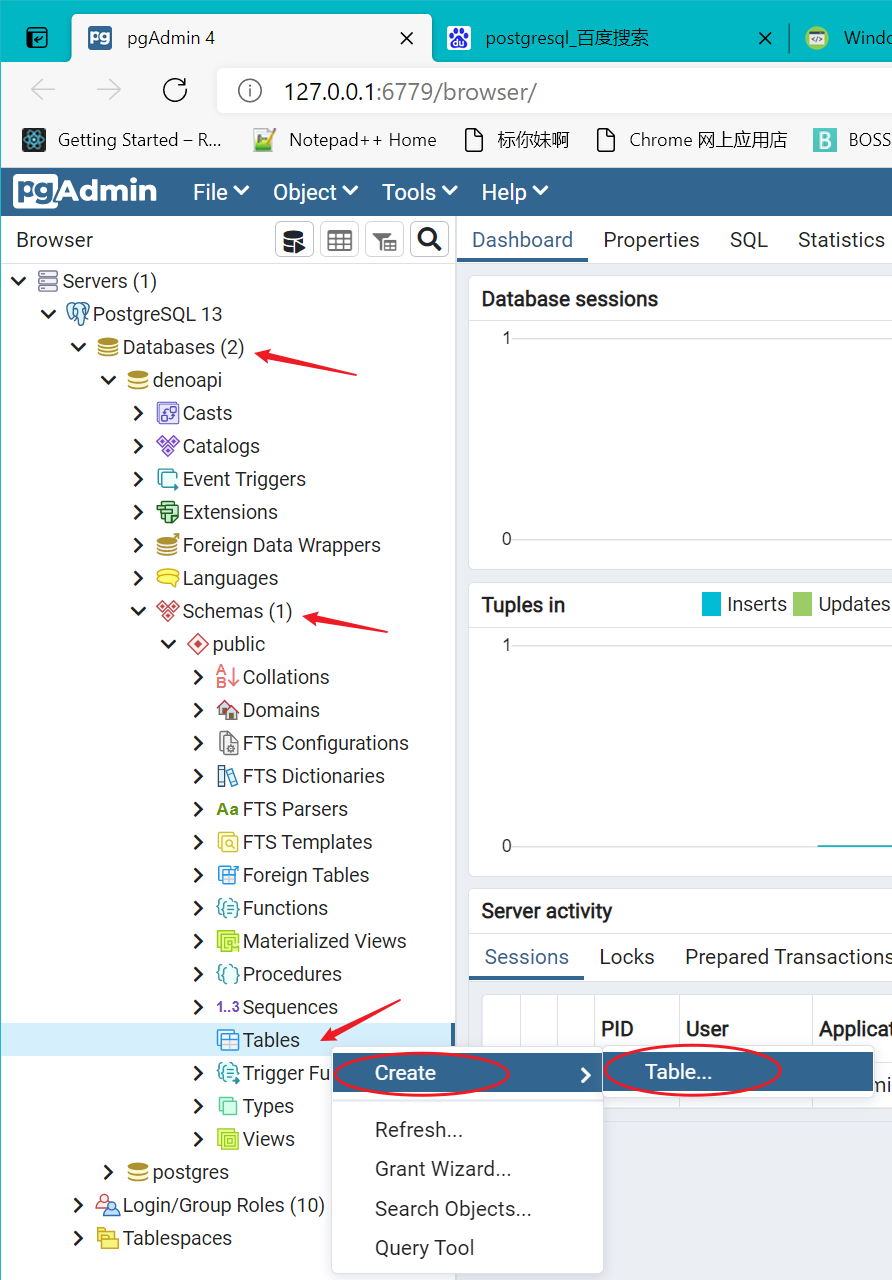 pgAdmin 4
postgresql_百度搜索
127.0.0.1:6779/browser/
Getting Started – R... Notepad++ Home 标你妹啊 Chrome 网上应用店 BOSS
pgAdmin File Object Tools Help
Browser
Dashboard Properties SQL Statistics
Servers (1)
PostgreSQL 13
Databases (2)
denoapi
Casts
Catalogs
Event Triggers
Extensions
Foreign Data Wrappers
Languages
Schemas (1)
public
Collations
Domains
FTS Configurations
FTS Dictionaries
Aa FTS Parsers
FTS Templates
Foreign Tables
Functions
Materialized Views
Procedures
1..3 Sequences
Tables
Trigger Fu
Types
Views
postgres
Login/Group Roles (10)
Tablespaces
Create
Table...
Refresh...
Grant Wizard...
Search Objects...
Query Tool
Database sessions
1
0
Tuples in
Inserts Updates
1
0
Server activity
Sessions Locks Prepared Transactions
PID User